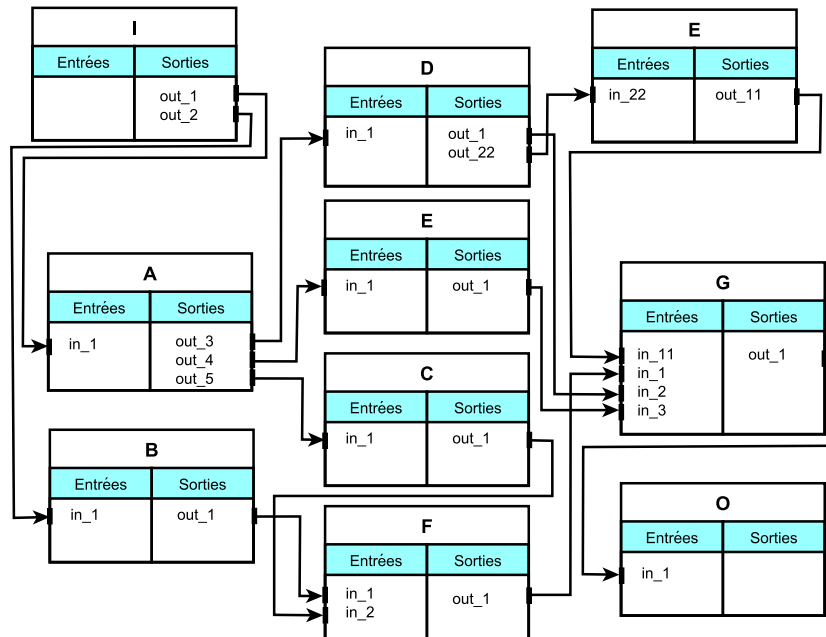 I
Entrées Sorties
out_1
out_2
D
Entrées Sorties
in_1 out_1
out_22
E
Entrées Sorties
in_22 out_11
A
Entrées Sorties
in_1 out_3
out_4
out_5
E
Entrées Sorties
in_1 out_1
G
Entrées Sorties
in_11 out_1
in_1
in_2
in_3
C
Entrées Sorties
in_1 out_1
B
Entrées Sorties
in_1 out_1
F
Entrées Sorties
in_1 out_1
in_2
O
Entrées Sorties
in_1